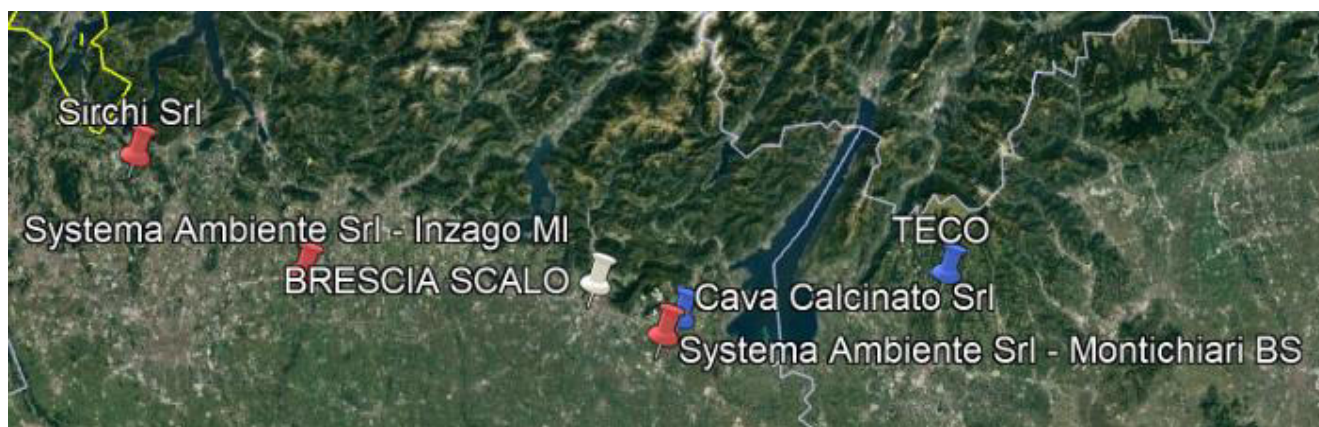 Sirchi Srl
Systema Ambiente Srl - Inzago MI
TECO
BRESCIA SCALO
Cava Calcinato Srl
Systema Ambiente Srl - Montichiari BS